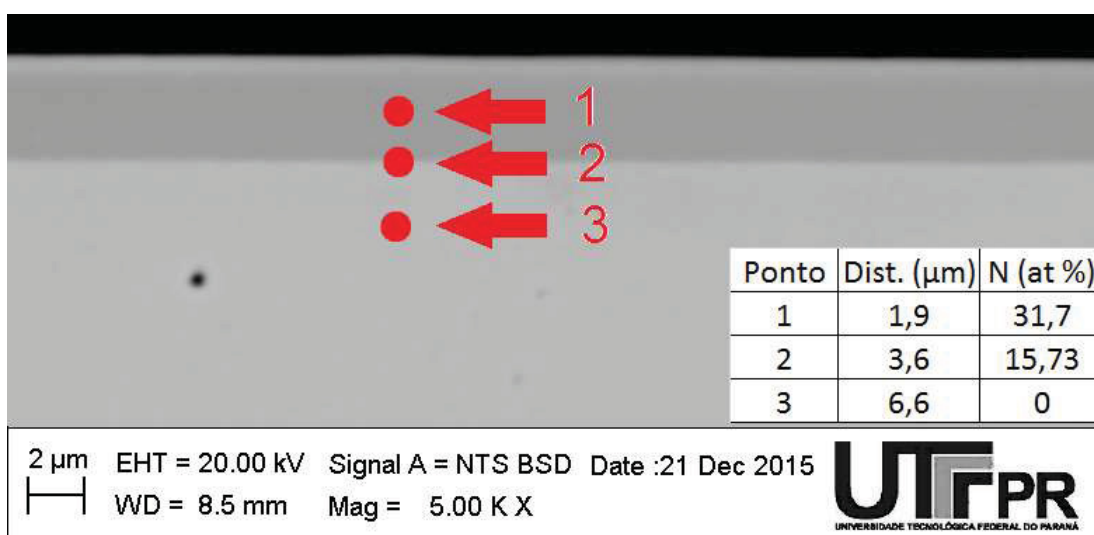 1
2
3
Ponto Dist. (μm) N (at %)
1 1,9 31,7
2 3,6 15,73
3 6,6 0
2 μm EHT = 20.00 kV Signal A = NTS BSD Date :21 Dec 2015
WD = 8.5 mm Mag = 5.00 K X
UTFPR
UNIVERSIDADE TECNOLÓGICA FEDERAL DO PARANÁ